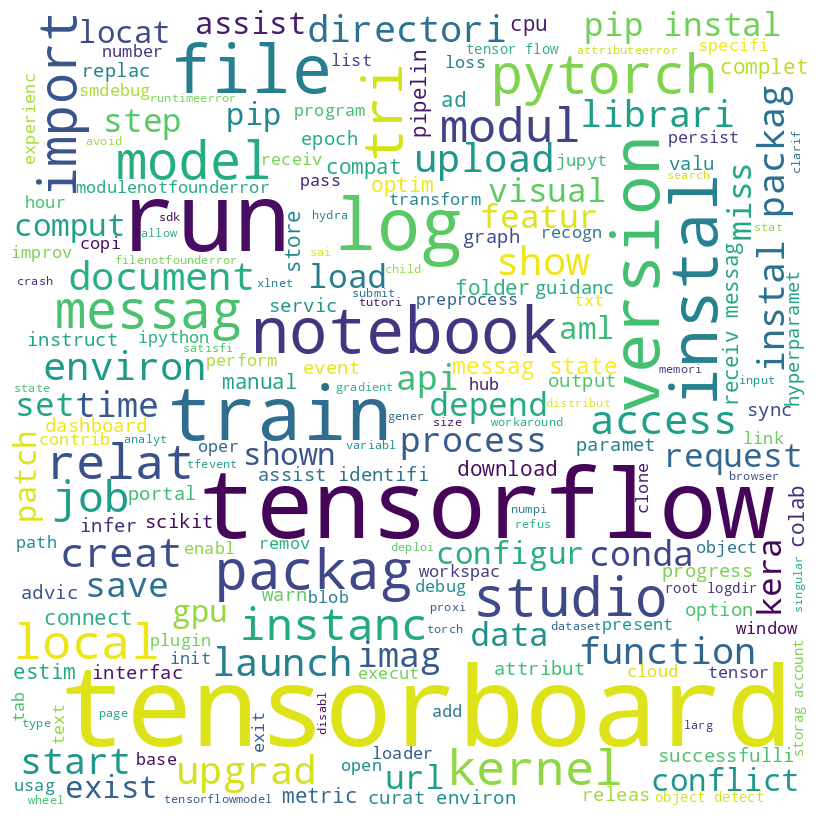 assist
directori
cpu
pip instal
locat
number
file
list
tensor flow
attributeerror
specifi
import
replac
loss
pytorch
complet
experienc
smdebug
runtimeerror
program
tri
pipelin
ad
modul
librari
step
pip
epoch
persist
avoid
receiv
compat
upload
jupyt
valu
packag
clarif
model
modulenotfounderror
pass
optim
transform
visual
search
hour
sdk
run
hydra
log
featur
version
instal
miss
stat
comput
copi
allow
store
graph
recogn
improv
filenotfounderror
sai
child
show
crash
xlnet
document
load
submit
tutori
preprocess
folder
guidanc
txt
instal
receiv messag
hyperparamet
messag
servic
notebook
aml
instruct
ipython
satisfi
perform
event
messag state
memori
state
environ
manual
gradient
api
hub
output
input
set
time
train
gener
size
depend
workaround
distribut
access
sync
dashboard
contrib
analyt
variabl
process
paramet
link
patch
relat
oper
shown
tfevent
assist identifi
download
request
browser
job
portal
clone
colab
infer
scikit
tensorflow
numpi
refus
path
enabl
remov
deploi
configur
conda
object
creat
packag
workspac
progress
kera
singular
advic
save
warn
blob
debug
studio
root logdir
option
connect
gpu
instanc
proxi
torch
dataset
present
window
local
plugin
init
launch
imag
data
function
estim
interfac
execut
attribut
cloud
tensor
storag account
tab
type
text
page
tensorboard
disabl
add
larg
start
base
exit
loader
open
kernel
successfulli
usag
exist
upgrad
url
conflict
wheel
tensorflowmodel
metric
curat environ
releas
object detect